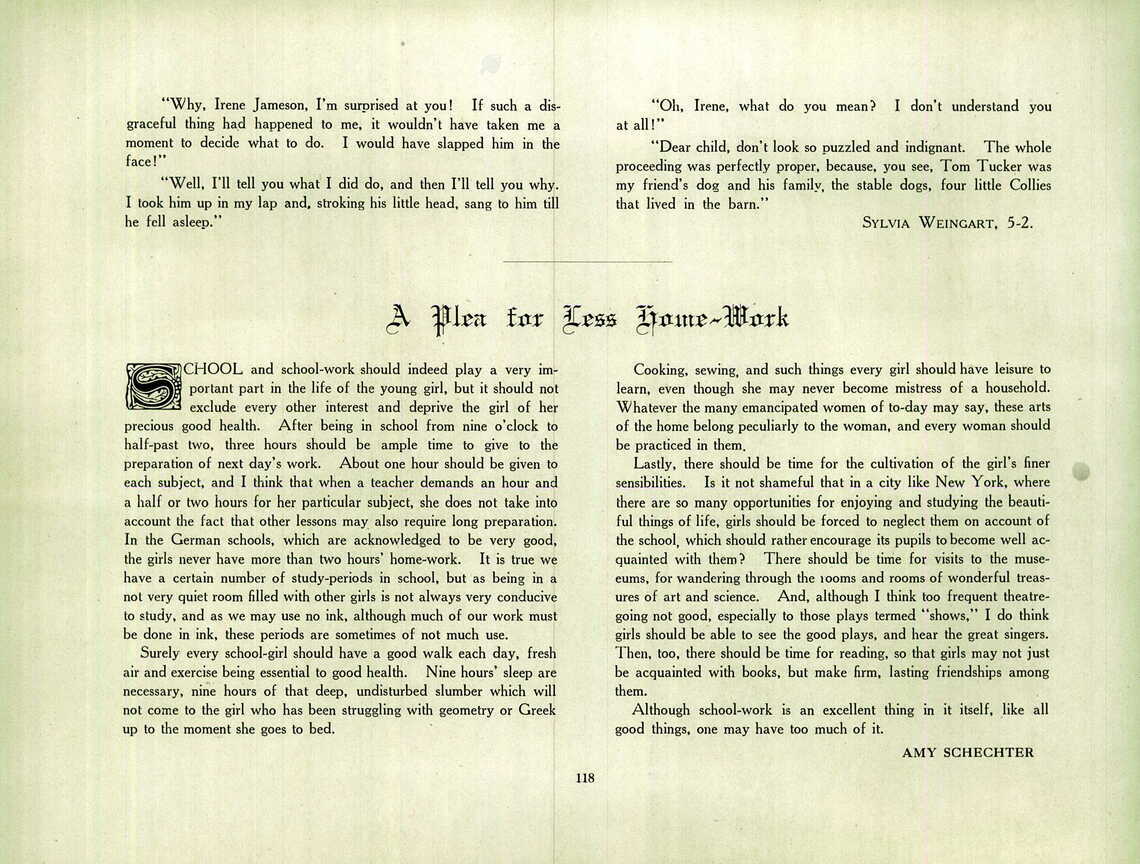 "Why, Irene Jameson, I'm surprised at you! If such a dis-
graceful thing had happened to me, it wouldn't have taken me a
moment to decide what to do. I would have slapped him in the
face!"
"Well, I'll tell you what I did do, and then I'll tell you why.
I took him up in my lap and, stroking his little head, sang to him till
he fell asleep."
"Oh, Irene, what do you mean? I don't understand you
at all!"
"Dear child, don't look so puzzled and indignant. The whole
proceeding was perfectly proper, because, you see, Tom Tucker was
my friend's dog and his family, the stable dogs, four little Collies
that lived in the barn."
SYLVIA WEINGART, 5-2.
A Plea for Less Home-Work
SCHOOL and school-work should indeed play a very im-
portant part in the life of the young girl, but it should not
exclude every other interest and deprive the girl of her
precious good health. After being in school from nine o'clock to
half-past two, three hours should be ample time to give to the
preparation of next day's work. About one hour should be given to
each subject, and I think that when a teacher demands an hour and
a half or two hours for her particular subject, she does not take into
account the fact that other lessons may also require long preparation.
In the German schools, which are acknowledged to be very good,
the girls never have more than two hours' home-work. It is true we
have a certain number of study-periods in school, but as being in a
not very quiet room filled with other girls is not always very conducive
to study, and as we may use no ink, although much of our work must
be done in ink, these periods are sometimes of not much use.
Surely every school-girl should have a good walk each day, fresh
air and exercise being essential to good health. Nine hours' sleep are
necessary, nine hours of that deep, undisturbed slumber which will
not come to the girl who has been struggling with geometry or Greek
up to the moment she goes to bed.
Cooking, sewing, and such things every girl should have leisure to
learn, even though she may never become mistress of a household.
Whatever the many emancipated women of to-day may say, these arts
of the home belong peculiarly to the woman, and every woman should
be practiced in them.
Lastly, there should be time for the cultivation of the girl's finer
sensibilities. Is it not shameful that in a city like New York, where
there are so many opportunities for enjoying and studying the beauti-
ful things of life, girls should be forced to neglect them on account of
the school, which should rather encourage its pupils to become well ac-
quainted with them? There should be time for visits to the muse-
eums, for wandering through the rooms and rooms of wonderful treas-
ures of art and science. And, although I think too frequent theatre-
going not good, especially to those plays termed "shows," I do think
girls should be able to see the good plays, and hear the great singers.
Then, too, there should be time for reading, so that girls may not just
be acquainted with books, but make firm, lasting friendships among
them.
Although school-work is an excellent thing in it itself, like all
good things, one may have too much of it.
AMY SCHECHTER
118